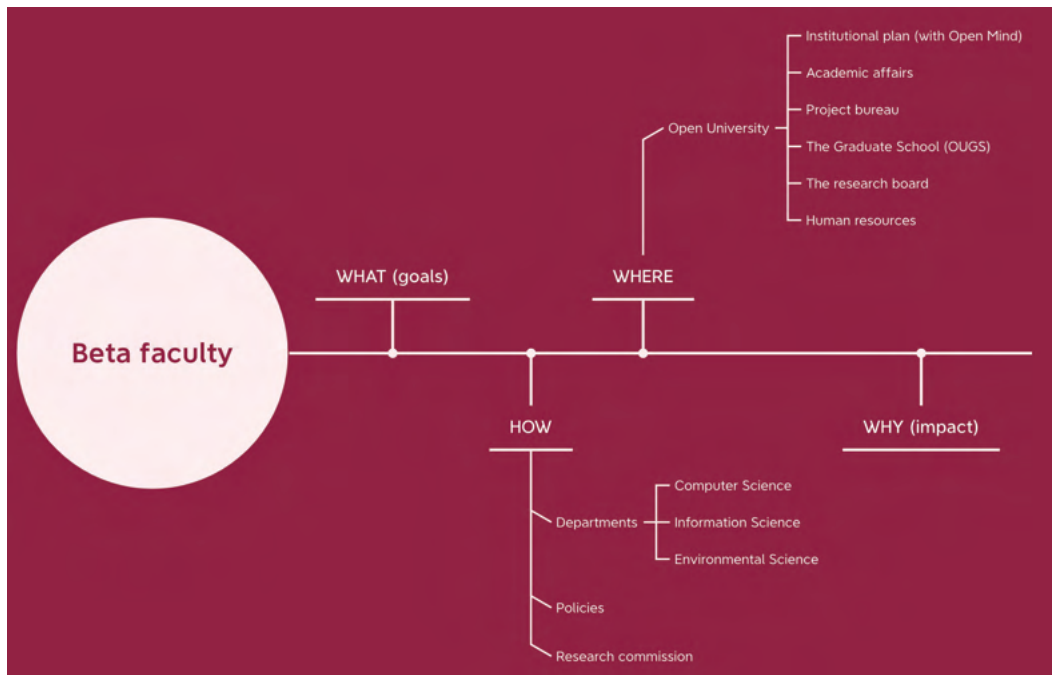 Beta faculty
WHAT (goals)
HOW
Departments
Computer Science
Information Science
Environmental Science
Policies
Research commission
WHERE
Open University
Institutional plan (with Open Mind)
Academic affairs
Project bureau
The Graduate School (OUGS)
The research board
Human resources
WHY (impact)